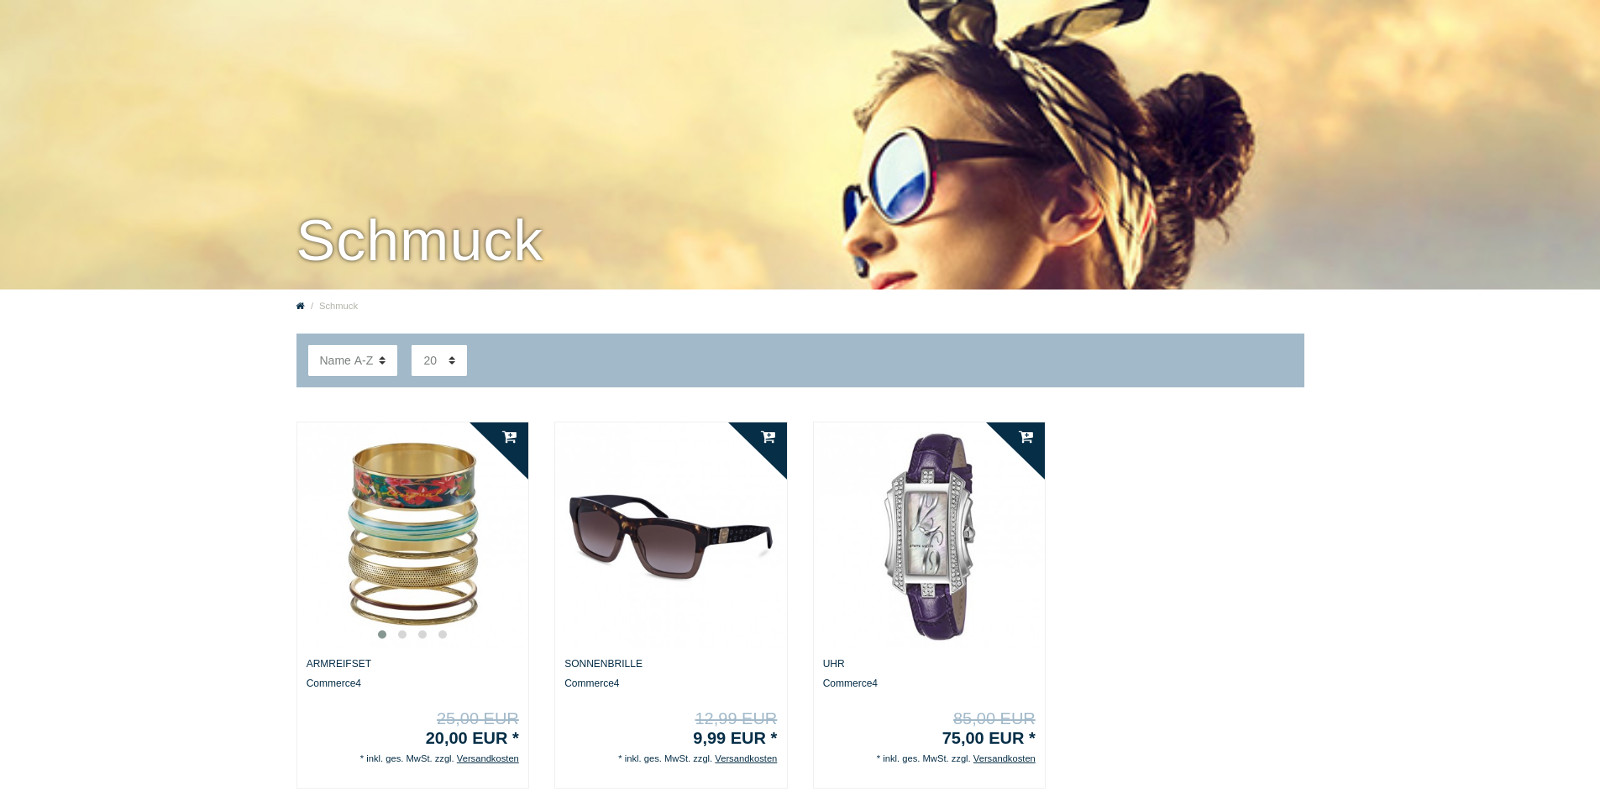 Schmuck
/ Schmuck
Name A-Z
20
ARMREIFSET
Commerce4
25,00 EUR
20,00 EUR *
* inkl. ges. MwSt. zzgl. Versandkosten
SONNENBRILLE
Commerce4
12,99 EUR
9,99 EUR *
* inkl. ges. MwSt. zzgl. Versandkosten
UHR
Commerce4
85,00 EUR
75,00 EUR *
* inkl. ges. MwSt. zzgl. Versandkosten